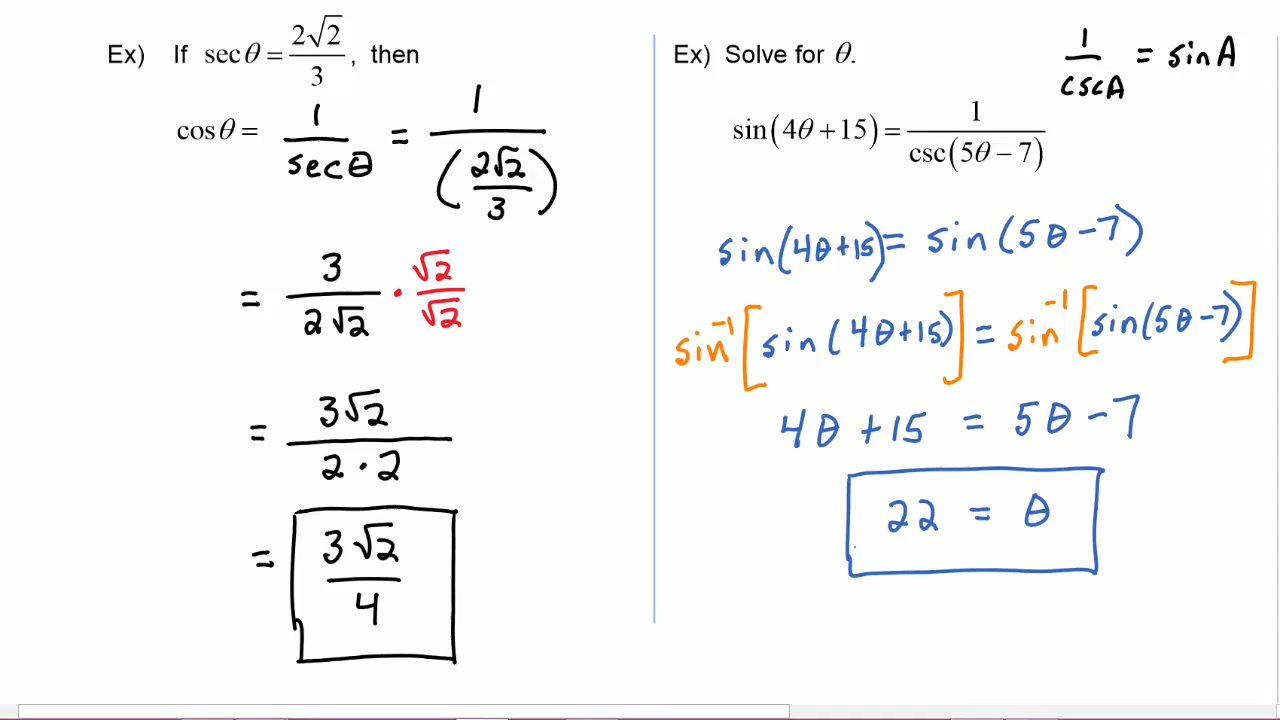 Ex) If sec θ = 2√2/3, then
cos θ = 1/secθ = 1/(2√2/3)
= 3/2√2 · √2/√2
= 3√2/2·2
= 3√2/4
Ex) Solve for θ.
1/cscA = sinA
sin(4θ+15) = 1/csc(5θ−7)
sin(4θ+15) = sin(5θ−7)
sin⁻¹[sin(4θ+15)] = sin⁻¹[sin(5θ−7)]
4θ+15 = 5θ−7
22 = θ